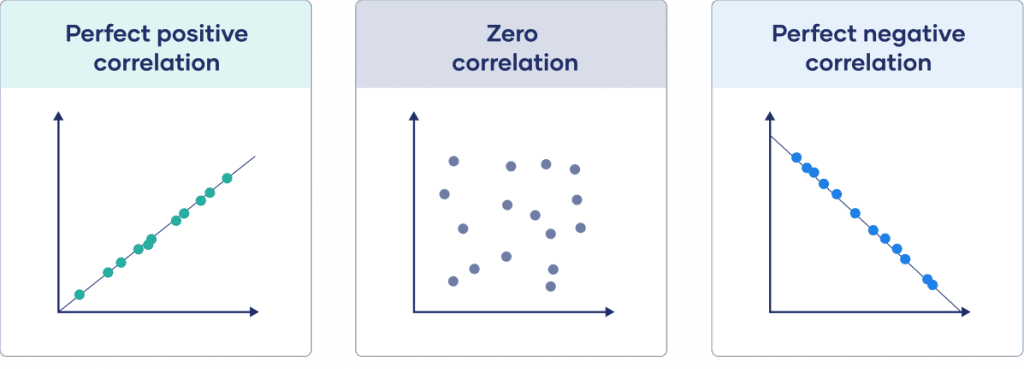 Perfect positive
correlation
Zero
correlation
Perfect negative
correlation